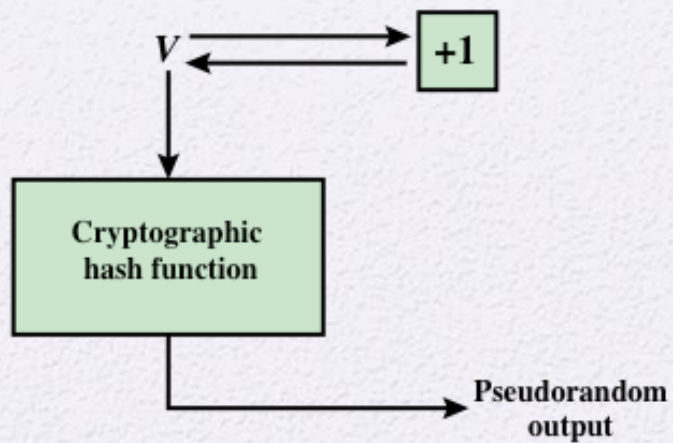 V
+1
Cryptographic
hash function
Pseudorandom
output